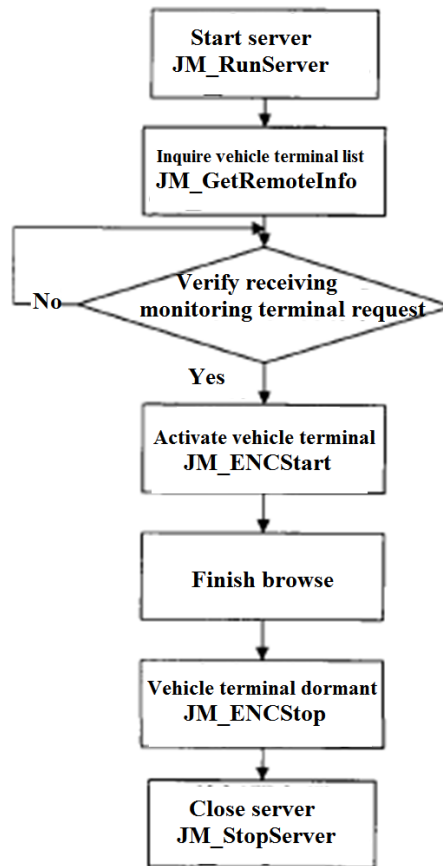 Start server
JM_RunServer
Inquire vehicle terminal list
JM_GetRemoteInfo
Verify receiving
monitoring terminal request
No
Yes
Activate vehicle terminal
JM_ENCStart
Finish browse
Vehicle terminal dormant
JM_ENCStop
Close server
JM_StopServer